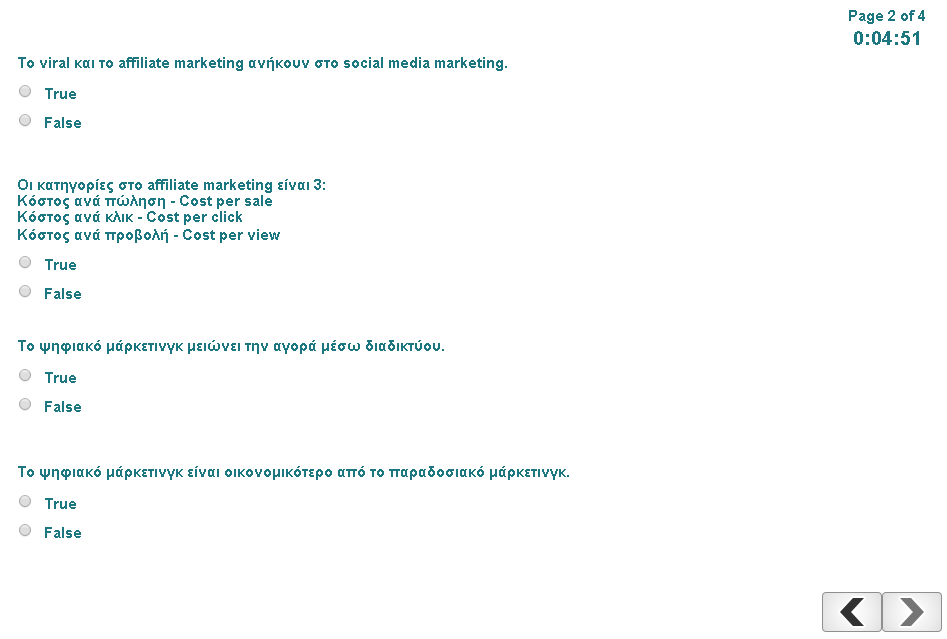 Page 2 of 4
0:04:51
Το viral και το affiliate marketing ανήκουν στο social media marketing.
True
False
Οι κατηγορίες στο affiliate marketing είναι 3:
Κόστος ανά πώληση - Cost per sale
Κόστος ανά κλικ - Cost per click
Κόστος ανά προβολή - Cost per view
True
False
Το ψηφιακό μάρκετινγκ μειώνει την αγορά μέσω διαδικτύου.
True
False
Το ψηφιακό μάρκετινγκ είναι οικονομικότερο από το παραδοσιακό μάρκετινγκ.
True
False